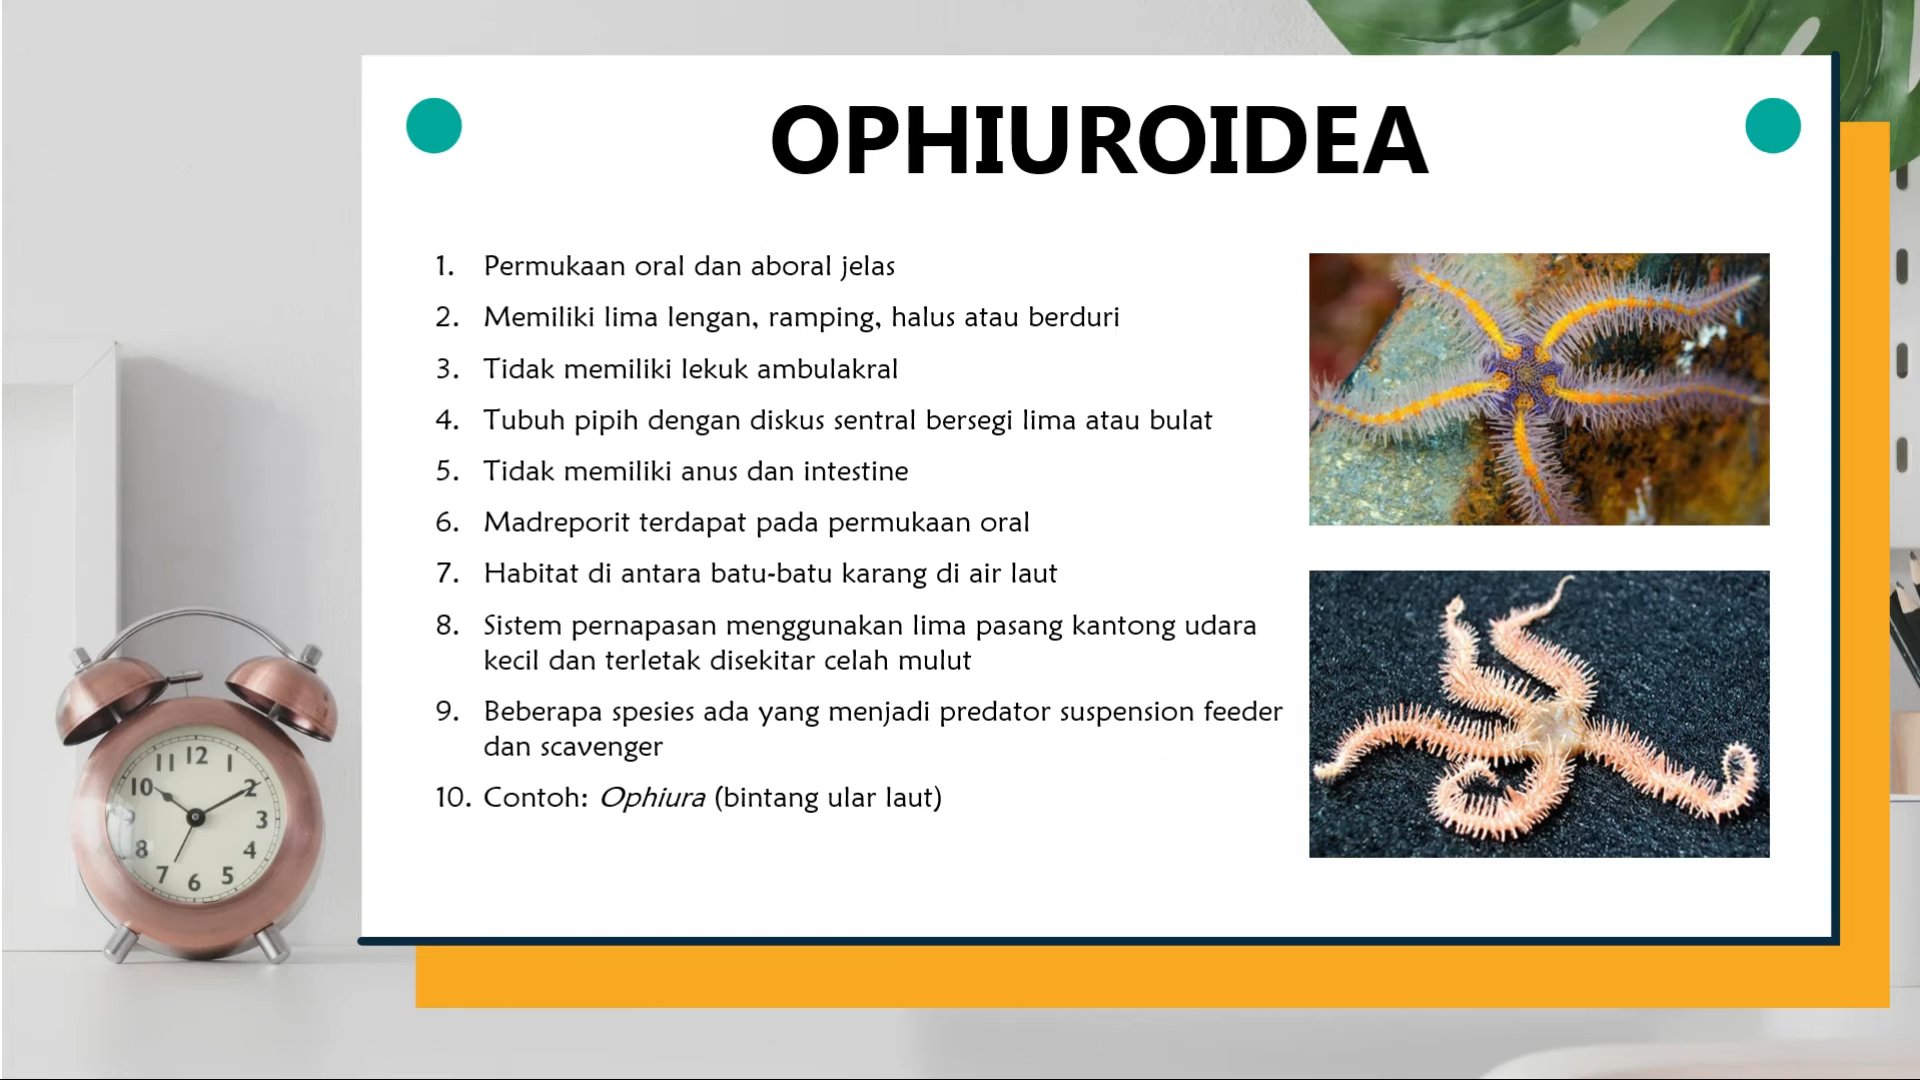 OPHIUROIDEA
1. Permukaan oral dan aboral jelas
2. Memiliki lima lengan, ramping, halus atau berduri
3. Tidak memiliki lekuk ambulakral
4. Tubuh pipih dengan diskus sentral bersegi lima atau bulat
5. Tidak memiliki anus dan intestine
6. Madreporit terdapat pada permukaan oral
7. Habitat di antara batu-batu karang di air laut
8. Sistem pernapasan menggunakan lima pasang kantong udara
kecil dan terletak disekitar celah mulut
9. Beberapa spesies ada yang menjadi predator suspension feeder
dan scavenger
10. Contoh: Ophiura (bintang ular laut)
12
1
2
3
4
5
6
7
8
10
11